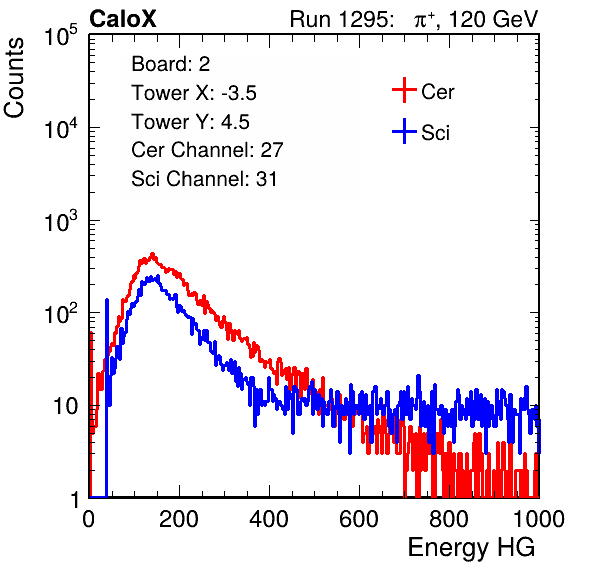 CaloX Run 1295: π⁺, 120 GeV
Counts
10⁵
10⁴
10³
10²
10
1
Board: 2
Tower X: -3.5
Tower Y: 4.5
Cer Channel: 27
Sci Channel: 31
Cer
Sci
0 200 400 600 800 1000
Energy HG